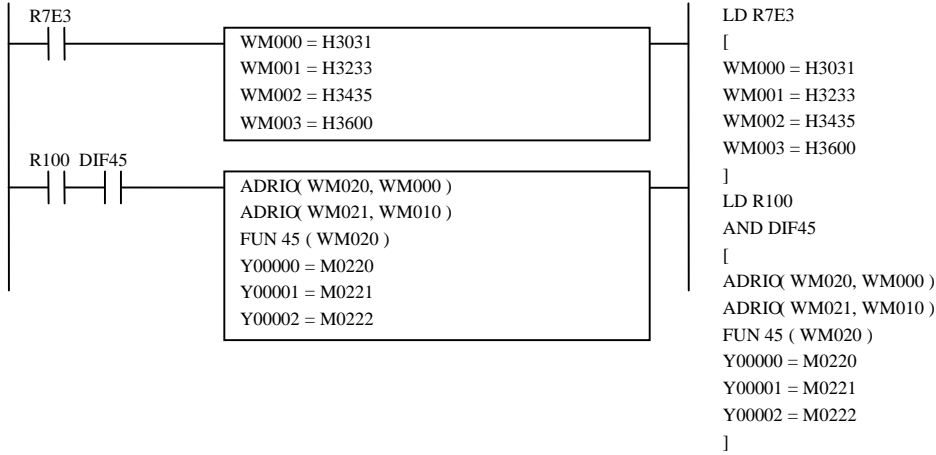 R7E3
WM000 = H3031
WM001 = H3233
WM002 = H3435
WM003 = H3600
R100 DIF45
ADRIO( WM020, WM000 )
ADRIO( WM021, WM010 )
FUN 45 ( WM020 )
Y00000 = M0220
Y00001 = M0221
Y00002 = M0222
LD R7E3
[
WM000 = H3031
WM001 = H3233
WM002 = H3435
WM003 = H3600
]
LD R100
AND DIF45
[
ADRIO( WM020, WM000 )
ADRIO( WM021, WM010 )
FUN 45 ( WM020 )
Y00000 = M0220
Y00001 = M0221
Y00002 = M0222
]